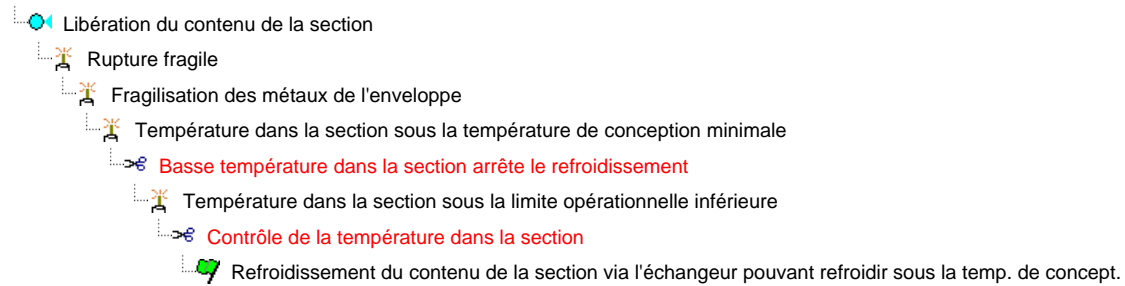 Libération du contenu de la section
Rupture fragile
Fragilisation des métaux de l'enveloppe
Température dans la section sous la température de conception minimale
Basse température dans la section arrête le refroidissement
Température dans la section sous la limite opérationnelle inférieure
Contrôle de la température dans la section
Refroidissement du contenu de la section via l'échangeur pouvant refroidir sous la temp. de concept.